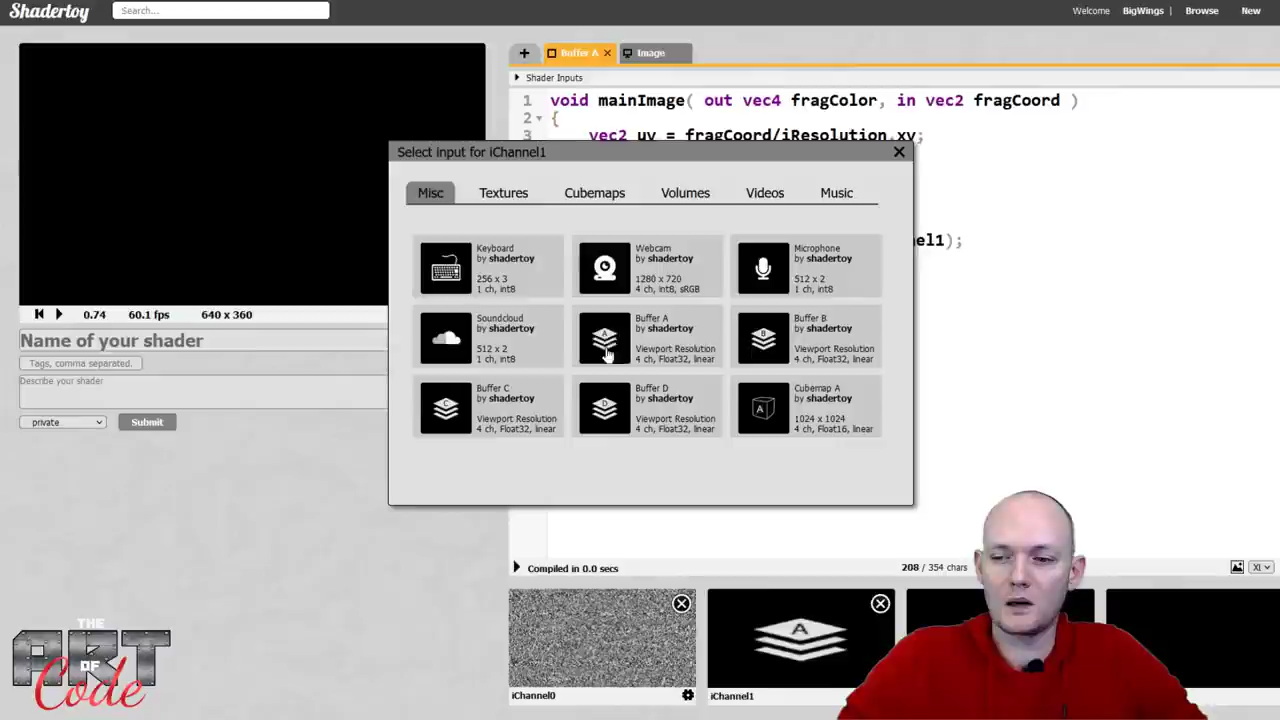 Shadertoy
Search...
Welcome BigWings | Browse New
+ Buffer A × Image
Shader Inputs
1 void mainImage( out vec4 fragColor, in vec2 fragCoord )
2 {
3 vec2 uv = fragCoord/iResolution.xy;
nel1);
Select input for iChannel1
Misc Textures Cubemaps Volumes Videos Music
Keyboard
by shadertoy
256 x 3
1 ch, int8
Webcam
by shadertoy
1280 x 720
4 ch, int8, sRGB
Microphone
by shadertoy
512 x 2
1 ch, int8
Soundcloud
by shadertoy
512 x 2
1 ch, int8
A
Buffer A
by shadertoy
Viewport Resolution
4 ch, Float32, linear
B
Buffer B
by shadertoy
Viewport Resolution
4 ch, Float32, linear
C
Buffer C
by shadertoy
Viewport Resolution
4 ch, Float32, linear
D
Buffer D
by shadertoy
Viewport Resolution
4 ch, Float32, linear
A
Cubemap A
by shadertoy
1024 x 1024
4 ch, Float16, linear
0.74 60.1 fps 640 x 360
Name of your shader
Tags, comma separated.
Describe your shader
private Submit
Compiled in 0.0 secs
208 / 354 chars
A
iChannel0
iChannel1
THE
ART
OF
Code